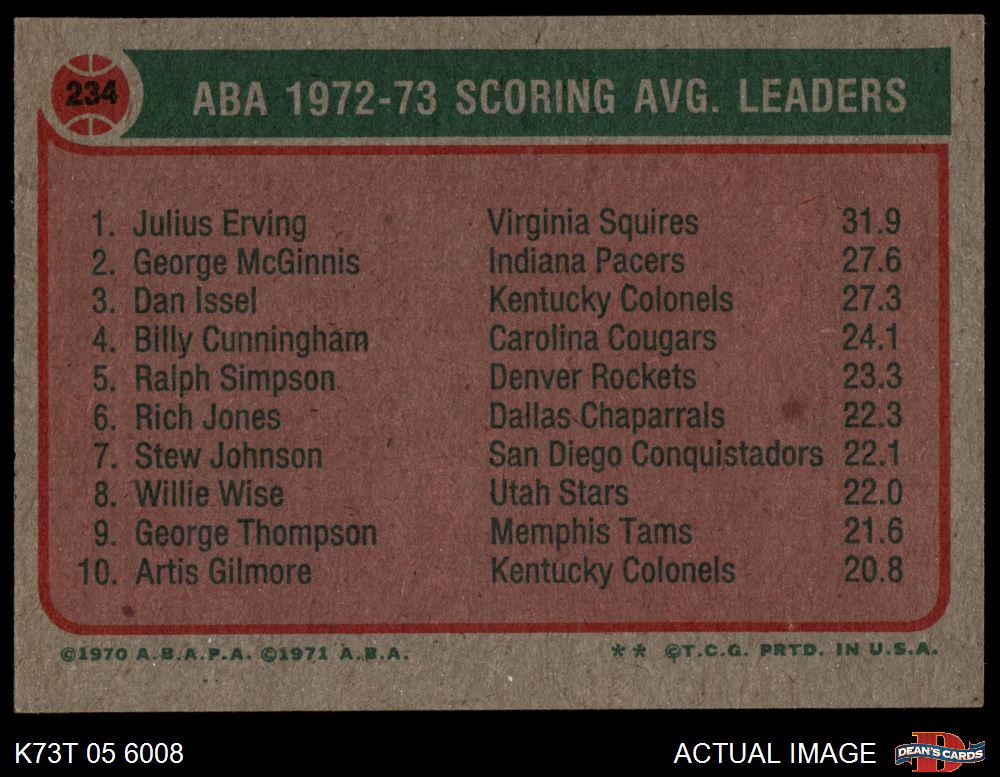 234
ABA 1972-73 SCORING AVG. LEADERS
1. Julius Erving Virginia Squires 31.9
2. George McGinnis Indiana Pacers 27.6
3. Dan Issel Kentucky Colonels 27.3
4. Billy Cunningham Carolina Cougars 24.1
5. Ralph Simpson Denver Rockets 23.3
6. Rich Jones Dallas Chaparrals 22.3
7. Stew Johnson San Diego Conquistadors 22.1
8. Willie Wise Utah Stars 22.0
9. George Thompson Memphis Tams 21.6
10. Artis Gilmore Kentucky Colonels 20.8
©1970 A.B.A.P.A. ©1971 A.B.A. ** ©T.C.G. PRTD. IN U.S.A.
K73T 05 6008 ACTUAL IMAGE
D
DEAN'S CARDS